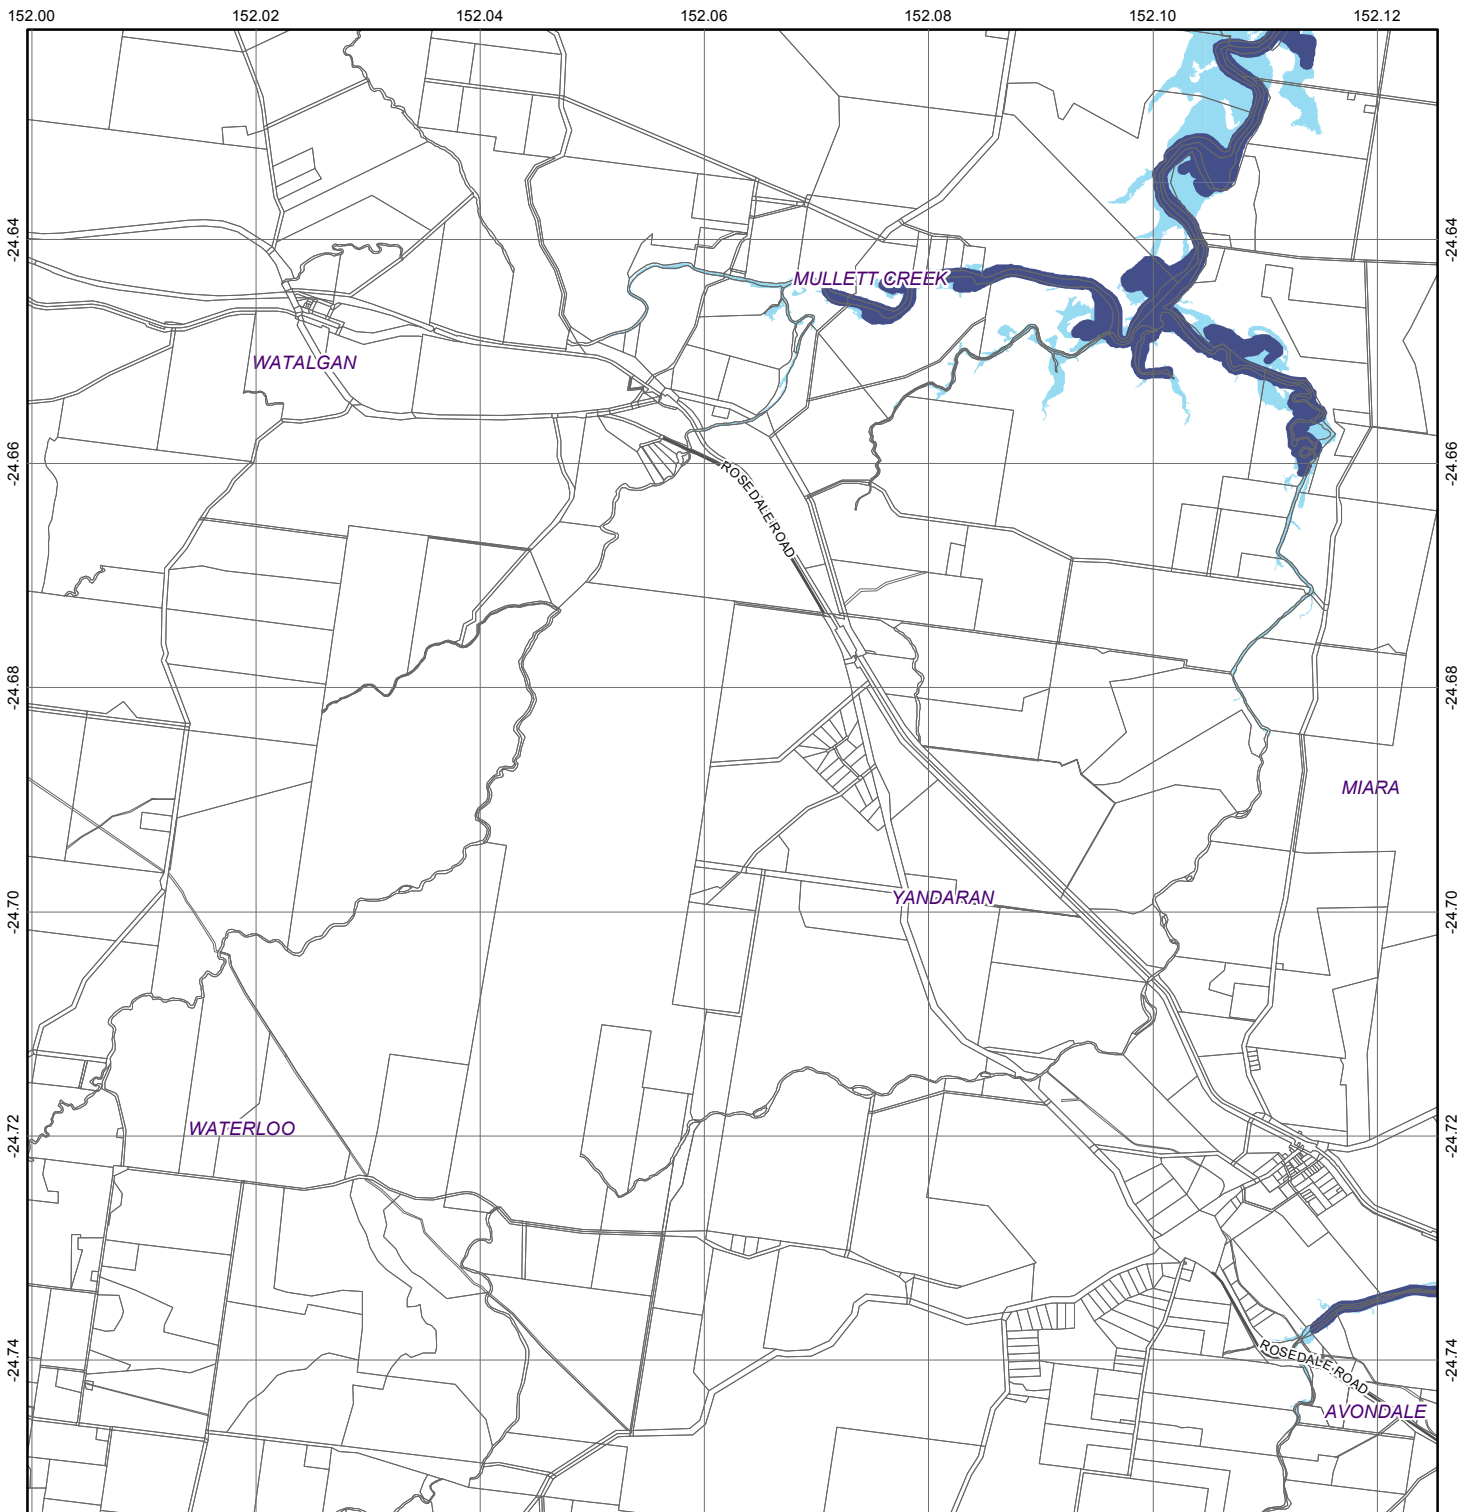 152.00 152.02 152.04 152.06 152.08 152.10 152.12
-24.64 -24.64
MULLETT CREEK
WATALGAN
-24.66 -24.66
ROSEDALE ROAD
-24.68 -24.68
MIARA
YANDARAN
-24.70 -24.70
WATERLOO
-24.72 -24.72
-24.74 -24.74
ROSEDALE ROAD
AVONDALE